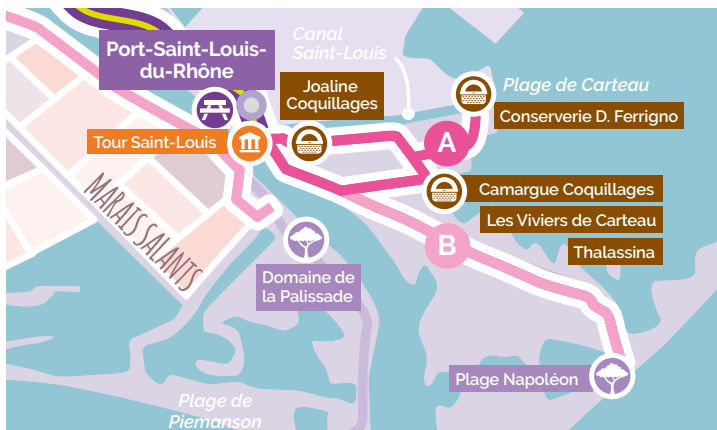 Port-Saint-Louis-
du-Rhône
Canal
Saint-Louis
Joaline
Coquillages
Plage de Carteau
Conserverie D. Ferrigno
Tour Saint-Louis
A
Camargue Coquillages
Les Viviers de Carteau
Thalassina
B
MARAIS SALANTS
Domaine de
la Palissade
Plage Napoléon
Plage de
Piemanson